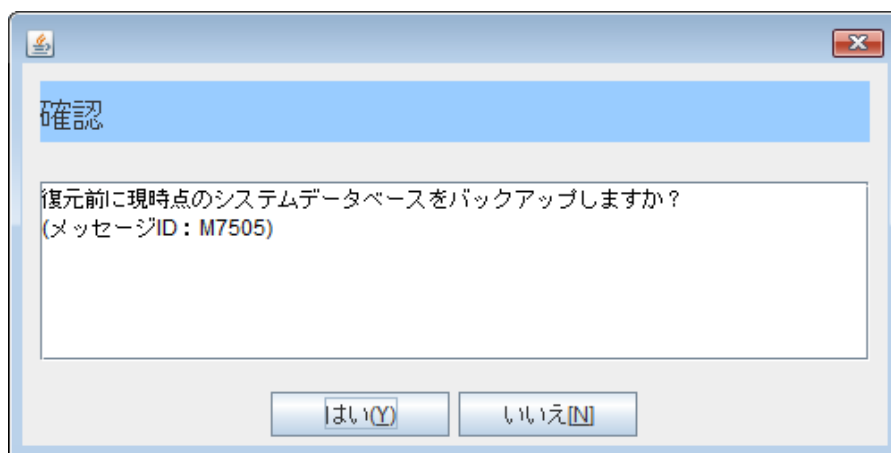 確認
復元前に現時点のシステムデータベースをバックアップしますか?
(メッセージID:M7505)
はい(Y)
いいえ[N]